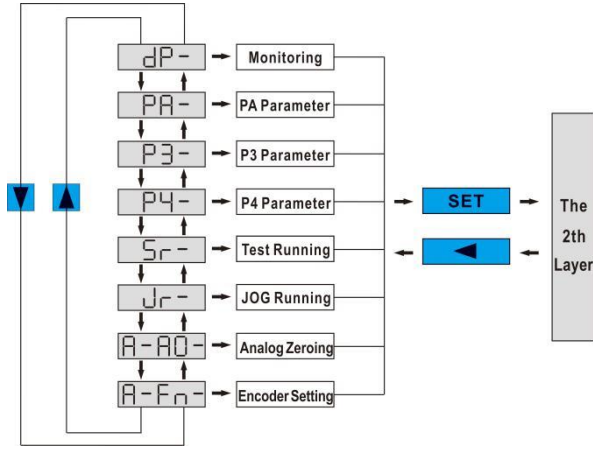 dP-
Monitoring
PA-
PA Parameter
P3-
P3 Parameter
P4-
P4 Parameter
SET
The
2th
Layer
Sr-
Test Running
Jr-
JOG Running
A-A0-
Analog Zeroing
A-Fn-
Encoder Setting